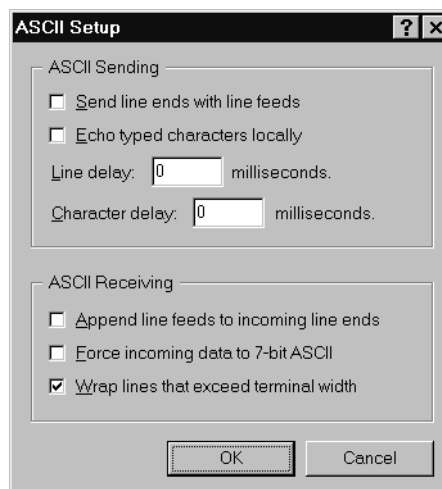 ASCII Setup
ASCII Sending
Send line ends with line feeds
Echo typed characters locally
Line delay: 0 milliseconds.
Character delay: 0 milliseconds.
ASCII Receiving
Append line feeds to incoming line ends
Force incoming data to 7-bit ASCII
Wrap lines that exceed terminal width
OK Cancel